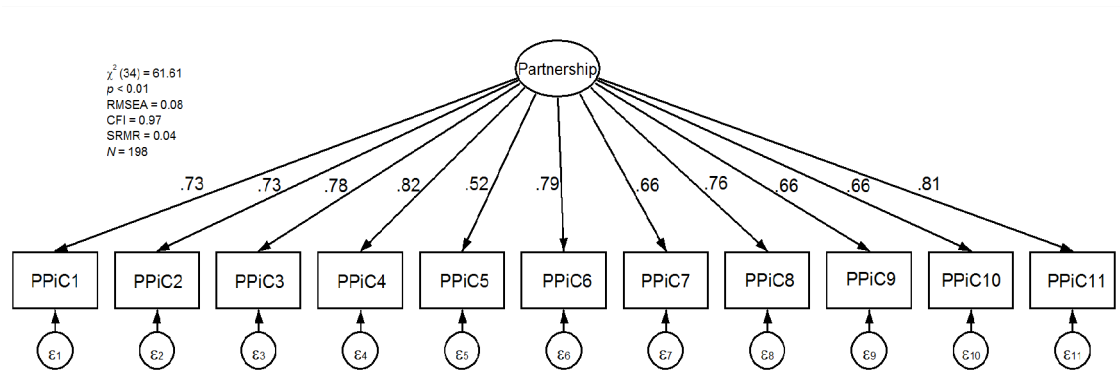 Partnership
χ² (34) = 61.61
p < 0.01
RMSEA = 0.08
CFI = 0.97
SRMR = 0.04
N = 198
.73 .73 .78 .82 .52 .79 .66 .76 .66 .66 .81
PPiC1 PPiC2 PPiC3 PPiC4 PPiC5 PPiC6 PPiC7 PPiC8 PPiC9 PPiC10 PPiC11
ε1 ε2 ε3 ε4 ε5 ε6 ε7 ε8 ε9 ε10 ε11